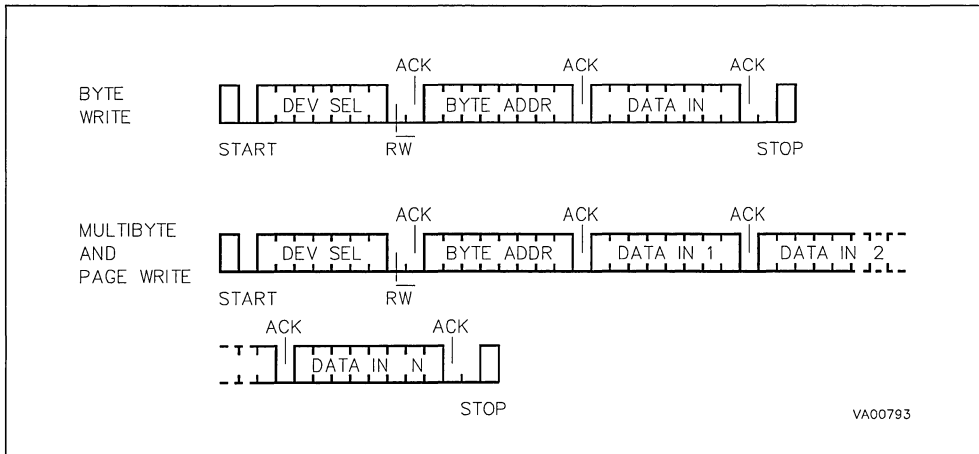 ACK ACK ACK
BYTE
WRITE
DEV SEL BYTE ADDR DATA IN
START RW STOP
ACK ACK ACK
MULTIBYTE
AND
PAGE WRITE
DEV SEL BYTE ADDR DATA IN 1 DATA IN 2
START RW
ACK ACK
DATA IN N
STOP
VA00793